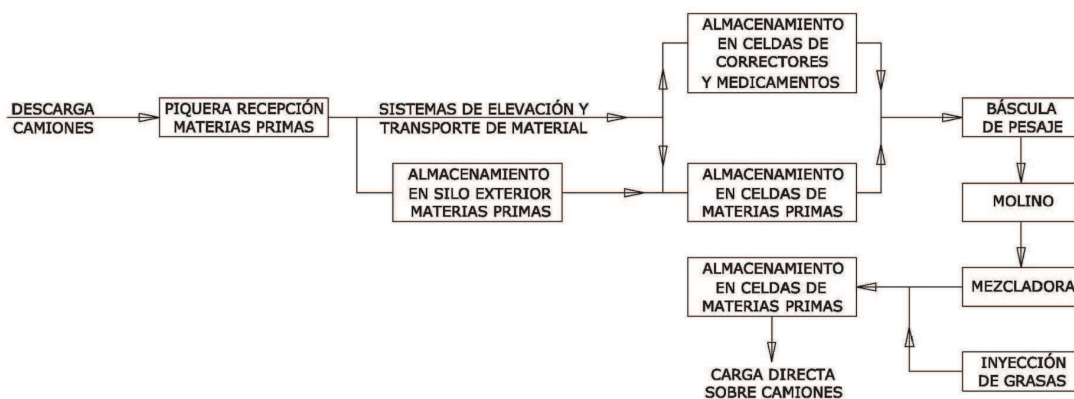 DESCARGA
CAMIONES
PIQUERA RECEPCIÓN
MATERIAS PRIMAS
SISTEMAS DE ELEVACIÓN Y
TRANSPORTE DE MATERIAL
ALMACENAMIENTO
EN SILO EXTERIOR
MATERIAS PRIMAS
ALMACENAMIENTO
EN CELDAS DE
CORRECTORES
Y MEDICAMENTOS
ALMACENAMIENTO
EN CELDAS DE
MATERIAS PRIMAS
BÁSCULA
DE PESAJE
MOLINO
MEZCLADORA
INYECCIÓN
DE GRASAS
ALMACENAMIENTO
EN CELDAS DE
MATERIAS PRIMAS
CARGA DIRECTA
SOBRE CAMIONES